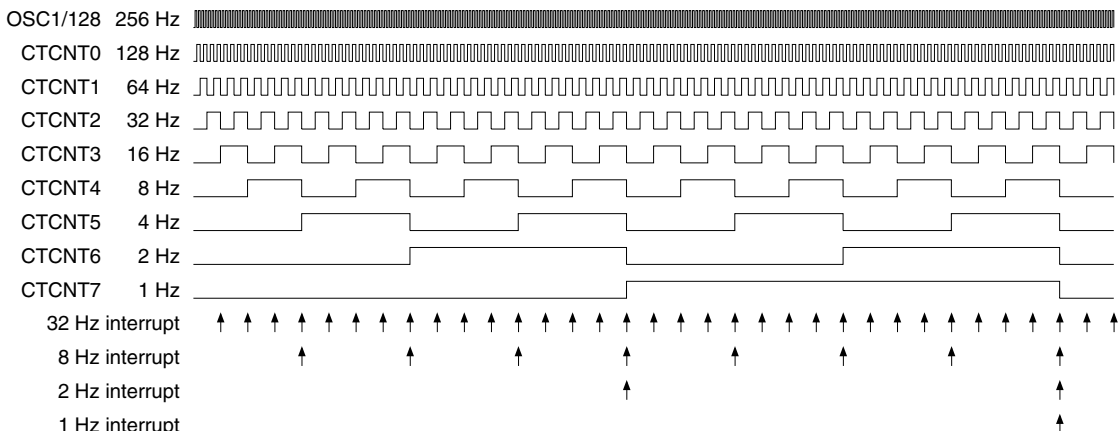 OSC1/128 256 Hz
CTCNT0 128 Hz
CTCNT1 64 Hz
CTCNT2 32 Hz
CTCNT3 16 Hz
CTCNT4 8 Hz
CTCNT5 4 Hz
CTCNT6 2 Hz
CTCNT7 1 Hz
32 Hz interrupt
8 Hz interrupt
2 Hz interrupt
1 Hz interrupt